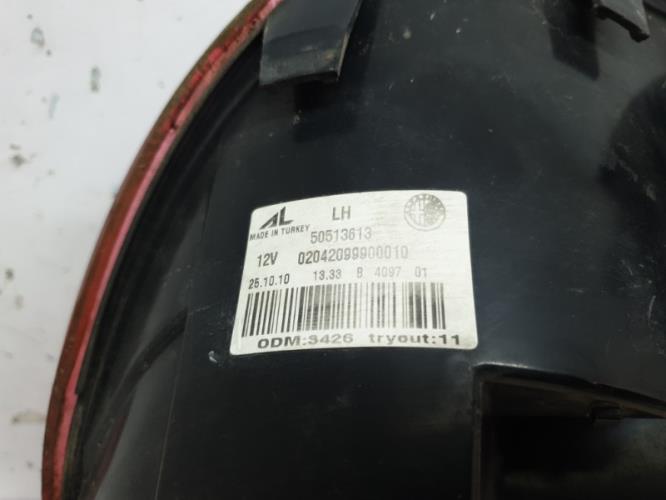 AL LH
MADE IN TURKEY 50513613
12V 02042099900010
25.10.10 13.33 B 4097 01
ODM:3426 tryout:11